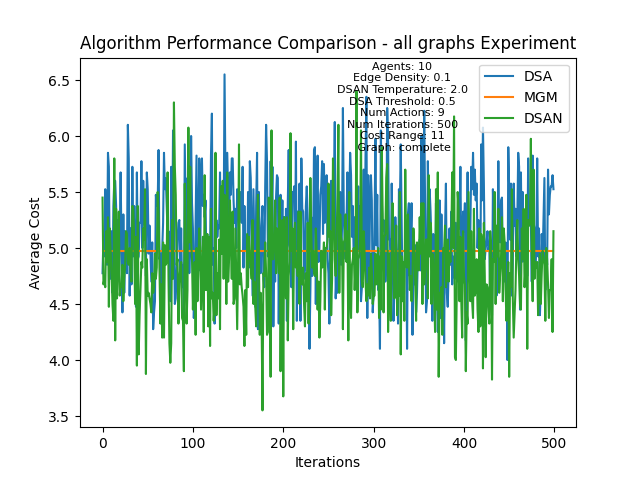 Algorithm Performance Comparison - all graphs Experiment
Agents: 10
Edge Density: 0.1
DSAN Temperature: 2.0
DSA Threshold: 0.5
Num Actions: 9
Num Iterations: 500
Cost Range: 11
Graph: complete
DSA
MGM
DSAN
Average Cost
6.5
6.0
5.5
5.0
4.5
4.0
3.5
0
100
200
300
400
500
Iterations